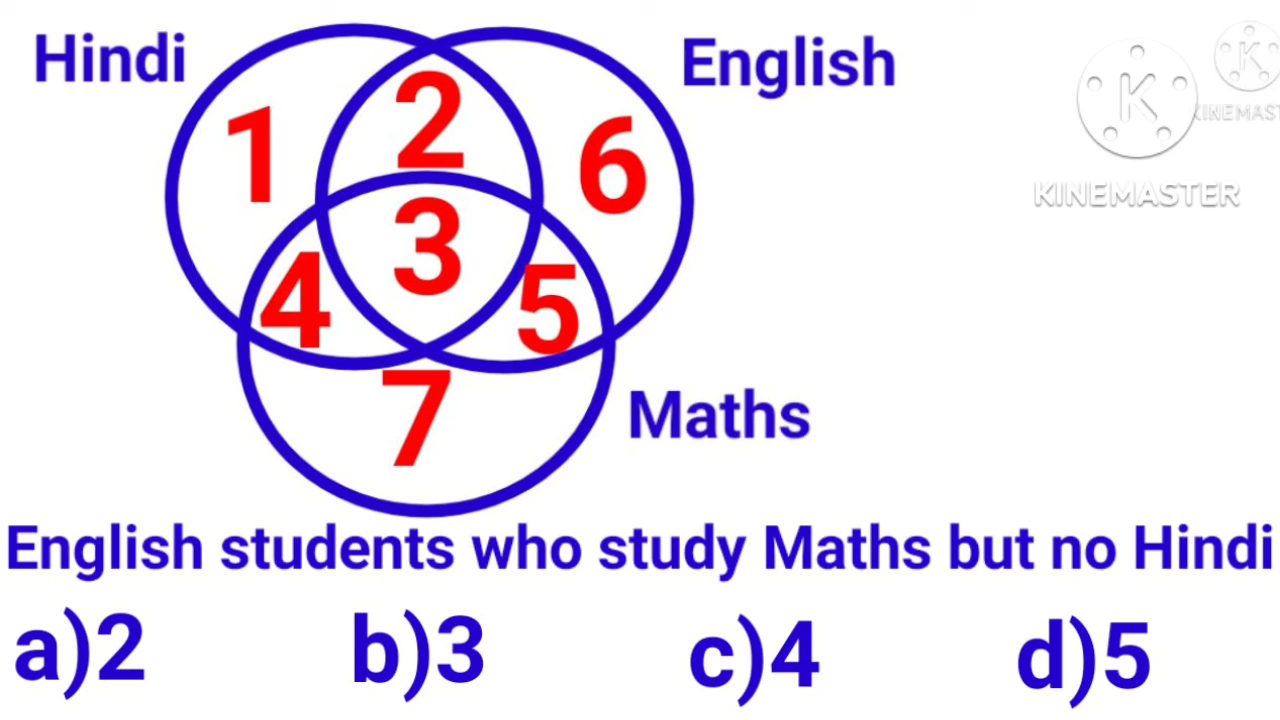 Hindi
English
K
K
KINEMAST
KINEMASTER
1
2
6
3
4
5
7
Maths
English students who study Maths but no Hindi
a)2 b)3 c)4 d)5